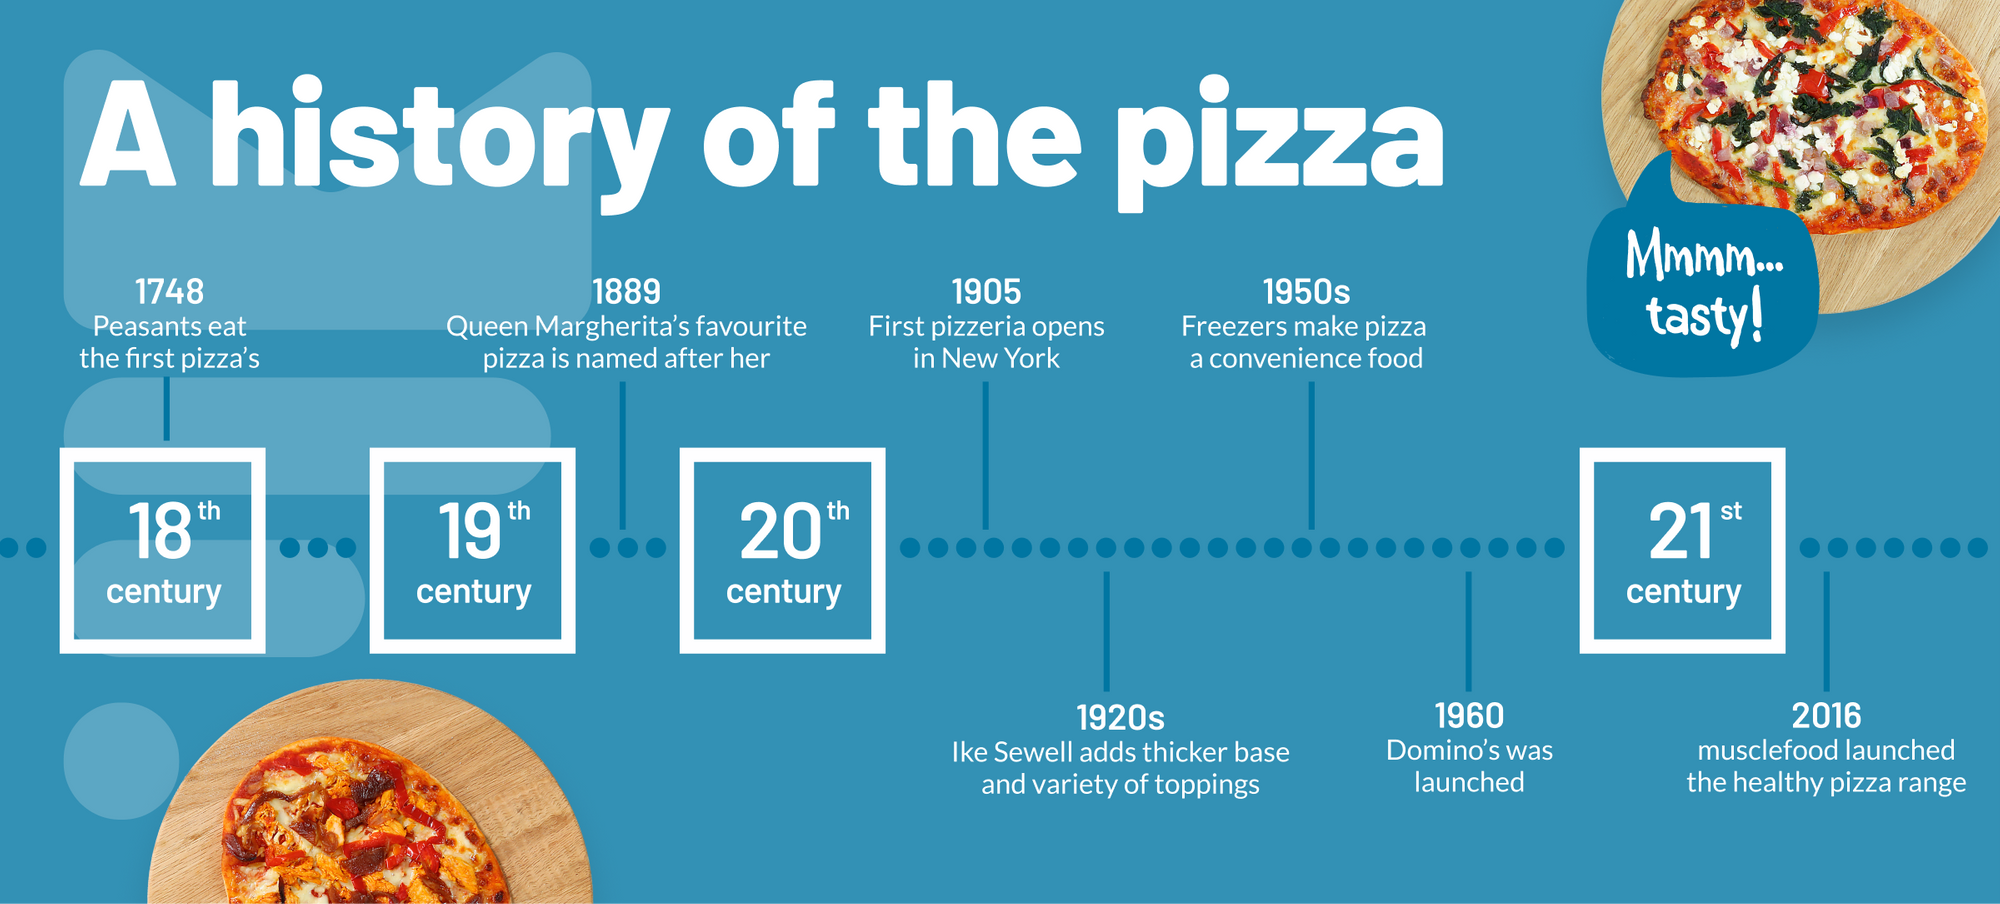 A history of the pizza
Mmmm...
tasty!
1748
Peasants eat
the first pizza's
1889
Queen Margherita's favourite
pizza is named after her
1905
First pizzeria opens
in New York
1950s
Freezers make pizza
a convenience food
18th
century
19th
century
20th
century
21st
century
1920s
Ike Sewell adds thicker base
and variety of toppings
1960
Domino's was
launched
2016
musclefood launched
the healthy pizza range